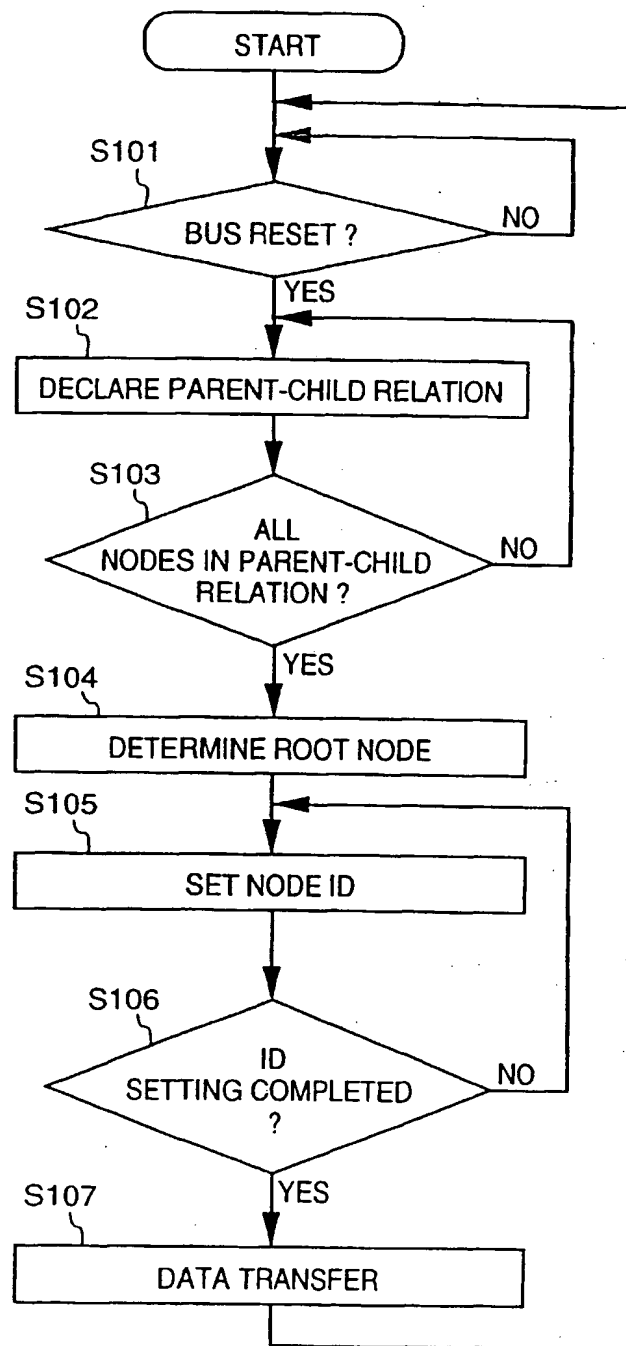 START
S101
BUS RESET ?
NO
YES
S102
DECLARE PARENT-CHILD RELATION
S103
ALL
NODES IN PARENT-CHILD
RELATION ?
NO
YES
S104
DETERMINE ROOT NODE
S105
SET NODE ID
S106
ID
SETTING COMPLETED
?
NO
YES
S107
DATA TRANSFER